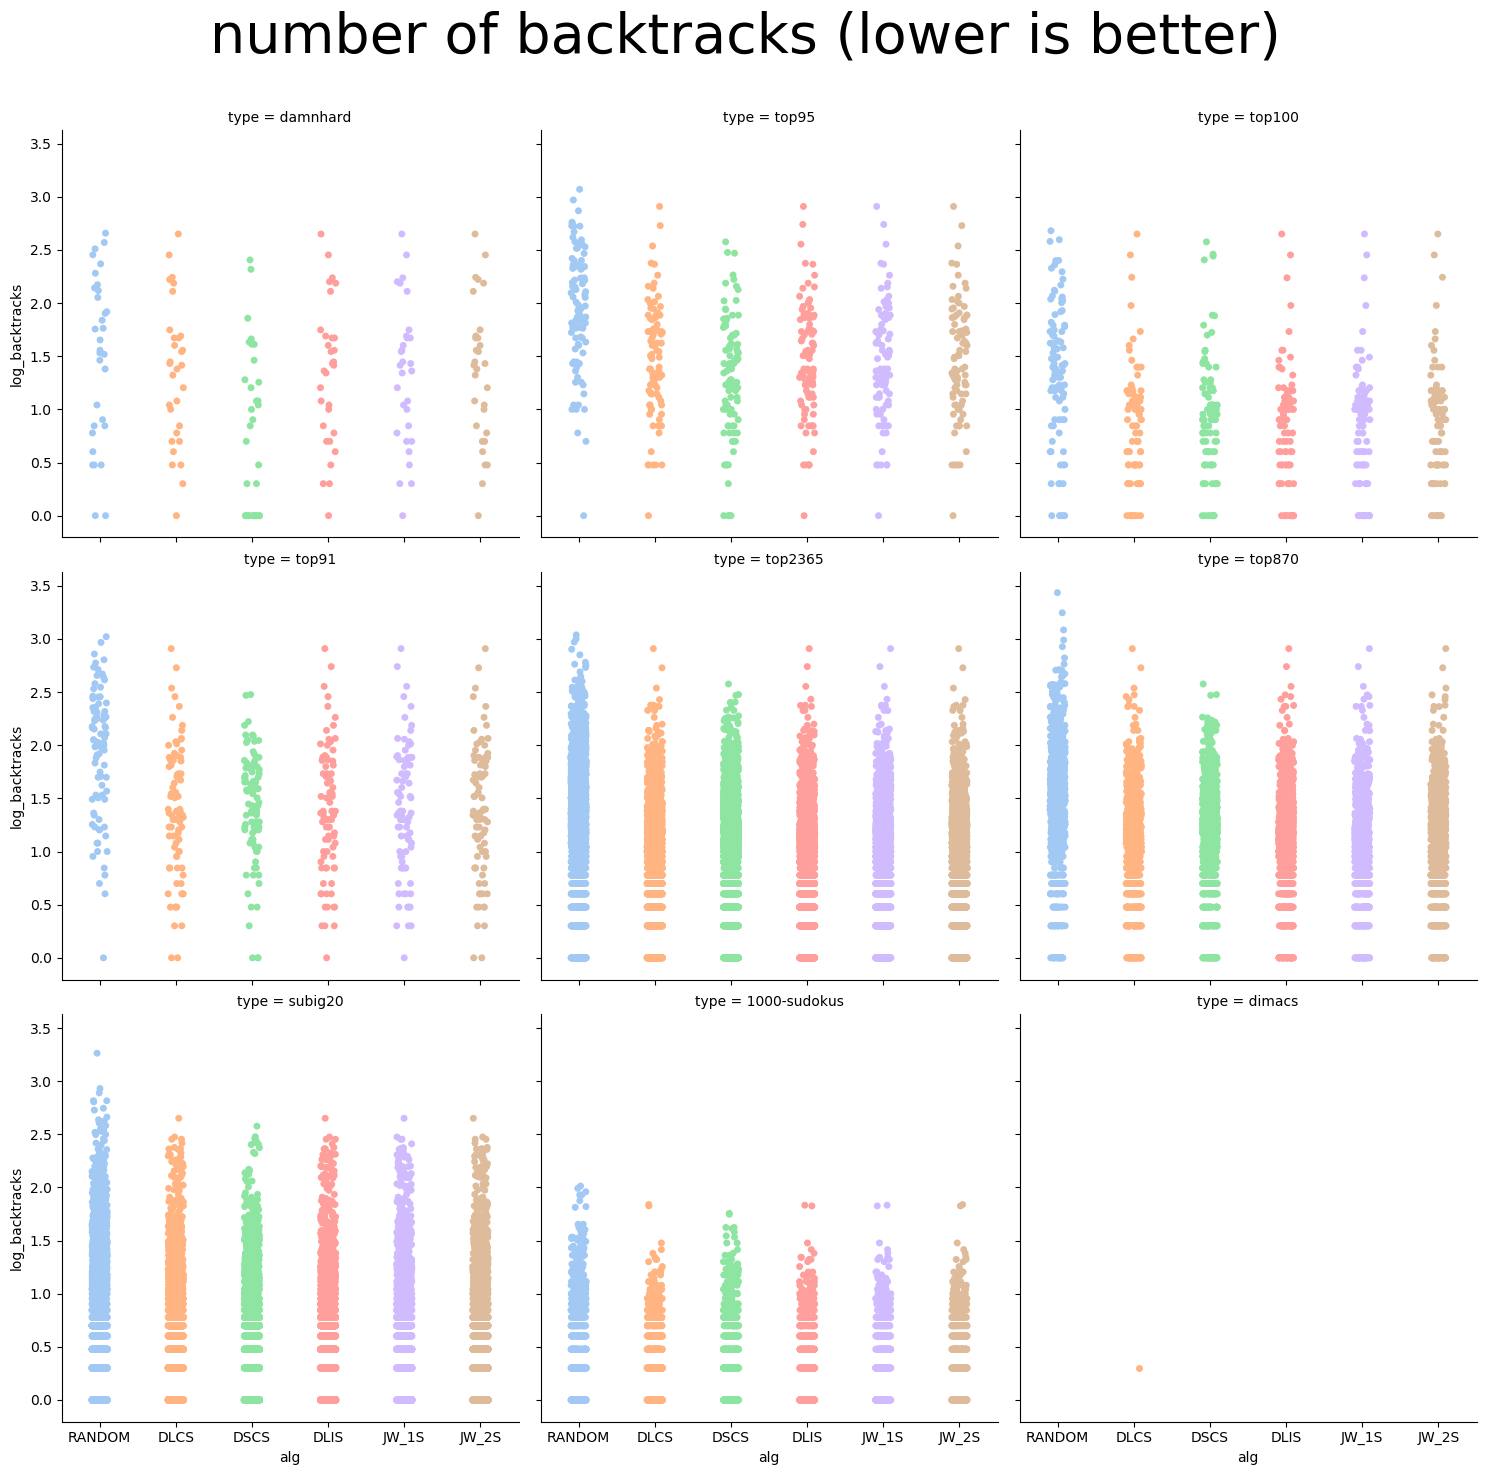 number of backtracks (lower is better)
type = damnhard
type = top95
type = top100
3.5
3.0
2.5
2.0
1.5
1.0
0.5
0.0
log_backtracks
type = top91
type = top2365
type = top870
3.5
3.0
2.5
2.0
1.5
1.0
0.5
0.0
log_backtracks
type = subig20
type = 1000-sudokus
type = dimacs
3.5
3.0
2.5
2.0
1.5
1.0
0.5
0.0
log_backtracks
RANDOM DLCS DSCS DLIS JW_1S JW_2S
RANDOM DLCS DSCS DLIS JW_1S JW_2S
RANDOM DLCS DSCS DLIS JW_1S JW_2S
alg
alg
alg